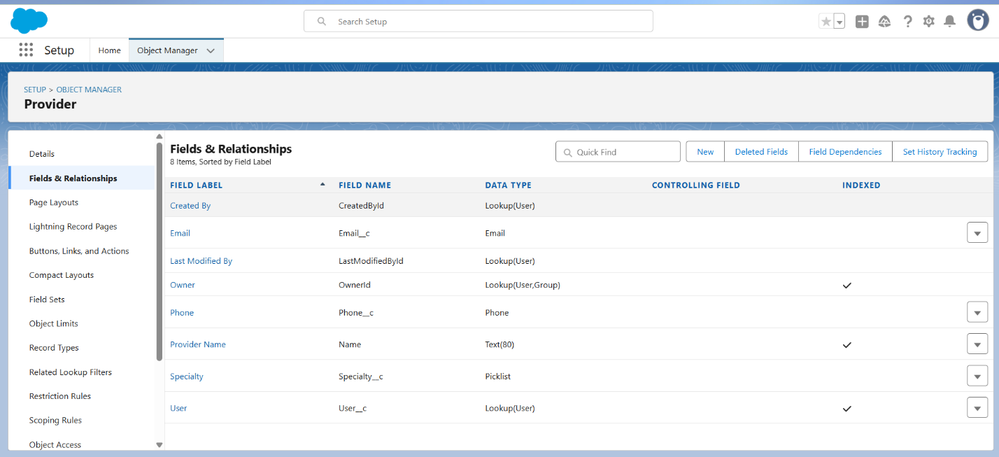 Search Setup
Setup
Home
Object Manager
SETUP > OBJECT MANAGER
Provider
Details
Fields & Relationships
Page Layouts
Lightning Record Pages
Buttons, Links, and Actions
Compact Layouts
Field Sets
Object Limits
Record Types
Related Lookup Filters
Restriction Rules
Scoping Rules
Object Access
Fields & Relationships
8 Items, Sorted by Field Label
Quick Find
New
Deleted Fields
Field Dependencies
Set History Tracking
FIELD LABEL FIELD NAME DATA TYPE CONTROLLING FIELD INDEXED
Created By CreatedById Lookup(User)
Email Email__c Email
Last Modified By LastModifiedById Lookup(User)
Owner OwnerId Lookup(User,Group)
Phone Phone__c Phone
Provider Name Name Text(80)
Specialty Specialty__c Picklist
User User__c Lookup(User)